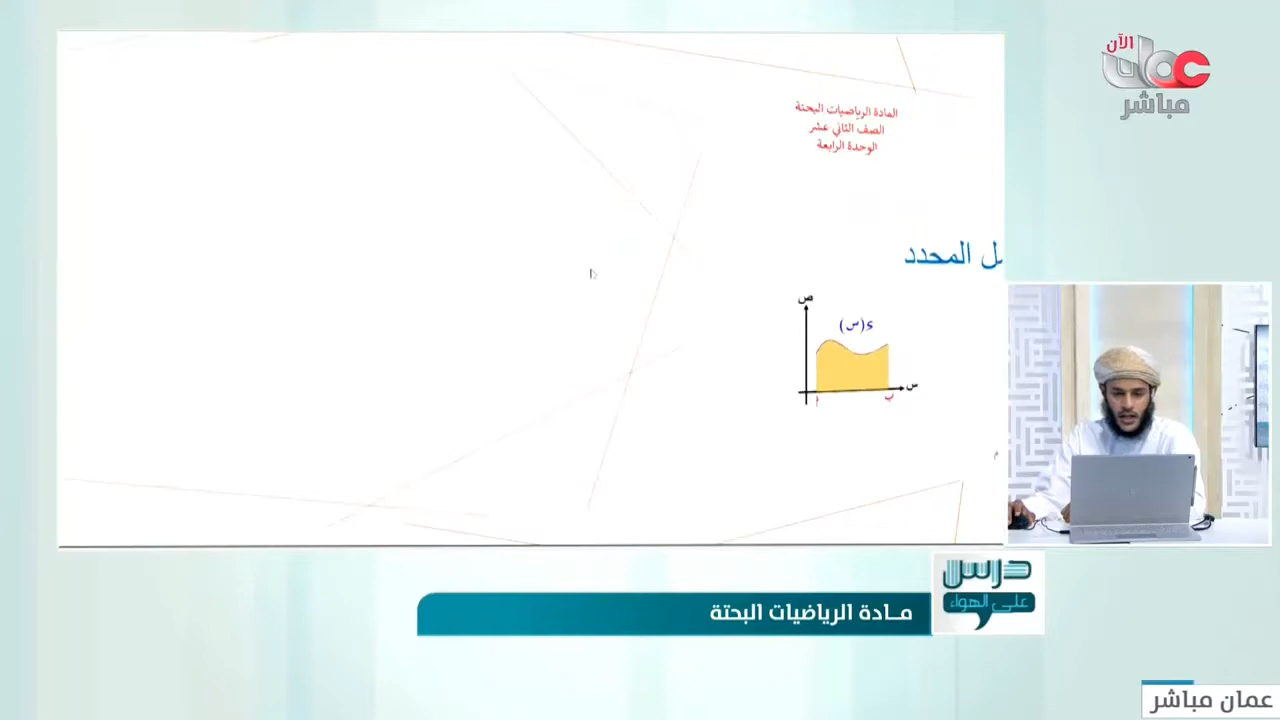 الآن
عمان
مباشر
المادة الرياضيات البحتة
الصف الثاني عشر
الوحدة الرابعة
المحدد
ص
د(س)
س
ا
ب
م
درس
على الهواء
مــادة الرياضيات البحتة
عمان مباشر